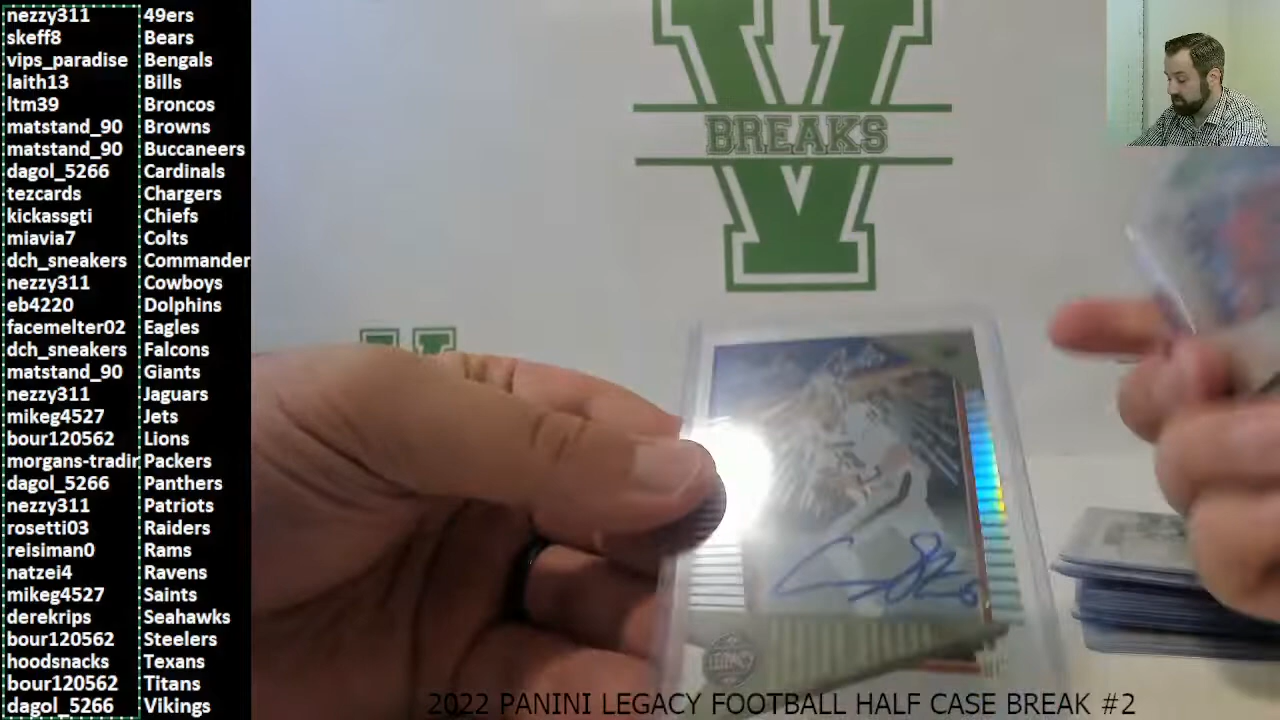 nezzy311 49ers
skeff8 Bears
vips_paradise Bengals
laith13 Bills
ltm39 Broncos
matstand_90 Browns
matstand_90 Buccaneers
dagol_5266 Cardinals
tezcards Chargers
kickassgti Chiefs
miavia7 Colts
dch_sneakers Commander
nezzy311 Cowboys
eb4220 Dolphins
facemelter02 Eagles
dch_sneakers Falcons
matstand_90 Giants
nezzy311 Jaguars
mikeg4527 Jets
bour120562 Lions
morgans-tradin Packers
dagol_5266 Panthers
nezzy311 Patriots
rosetti03 Raiders
reisiman0 Rams
natzei4 Ravens
mikeg4527 Saints
derekrips Seahawks
bour120562 Steelers
hoodsnacks Texans
bour120562 Titans
dagol_5266 Vikings
V
BREAKS
LEGACY
2022 PANINI LEGACY FOOTBALL HALF CASE BREAK #2